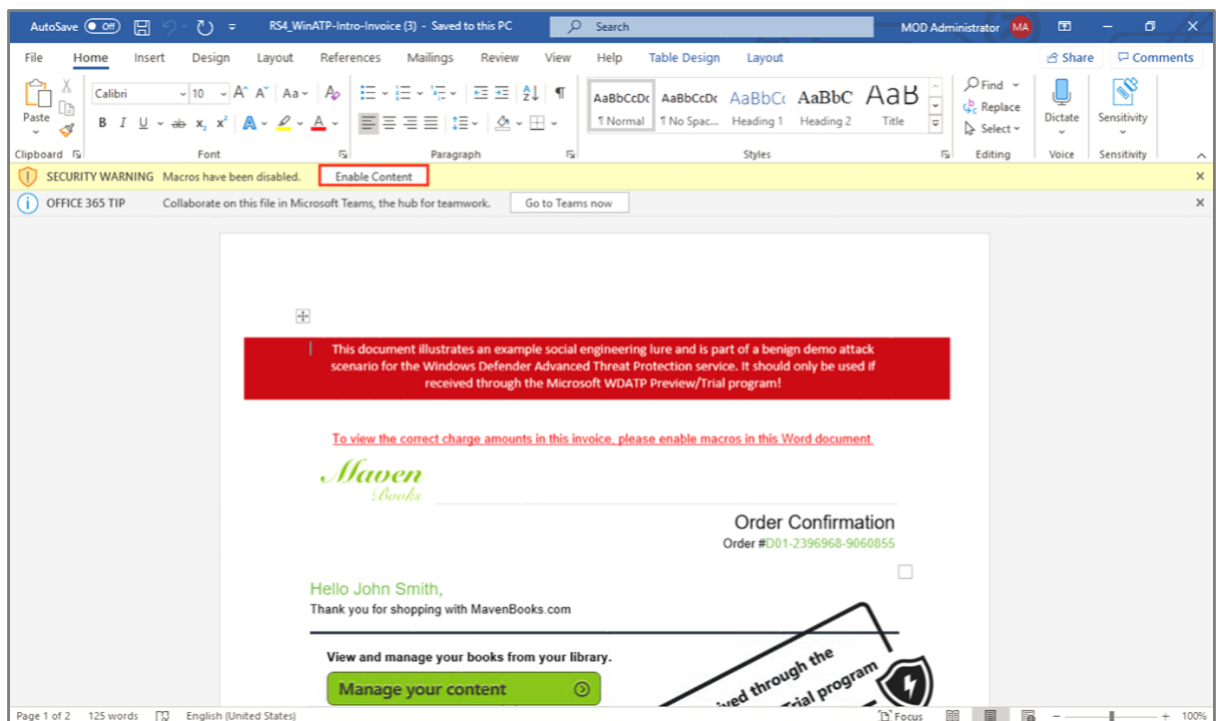 AutoSave Off RS4_WinATP-Intro-Invoice (3) - Saved to this PC Search MOD Administrator MA
File Home Insert Design Layout References Mailings Review View Help Table Design Layout Share Comments
Paste
Calibri 10 A^ Aˇ Aa
B I U ab x₂ x² A A
¶
AaBbCcDc AaBbCcDc AaBbCc AaBbC AaB
¶ Normal ¶ No Spac... Heading 1 Heading 2 Title
Find
Replace
Select
Dictate
Sensitivity
Clipboard Font Paragraph Styles Editing Voice Sensitivity
SECURITY WARNING Macros have been disabled. Enable Content
OFFICE 365 TIP Collaborate on this file in Microsoft Teams, the hub for teamwork. Go to Teams now
This document illustrates an example social engineering lure and is part of a benign demo attack
scenario for the Windows Defender Advanced Threat Protection service. It should only be used if
received through the Microsoft WDATP Preview/Trial program!
To view the correct charge amounts in this invoice, please enable macros in this Word document.
Maven
Books
Order Confirmation
Order #D01-2396968-9060855
Hello John Smith,
Thank you for shopping with MavenBooks.com
View and manage your books from your library.
Manage your content
through the
program
Page 1 of 2 125 words English (United States) Focus 100%